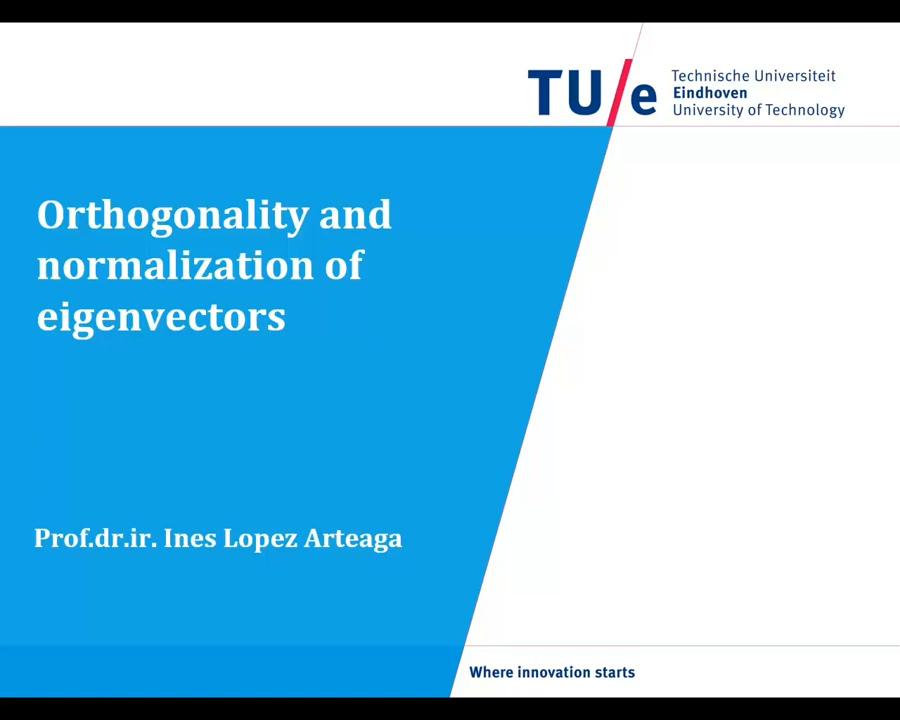 TU/e
Technische Universiteit
Eindhoven
University of Technology
Orthogonality and
normalization of
eigenvectors
Prof.dr.ir. Ines Lopez Arteaga
Where innovation starts